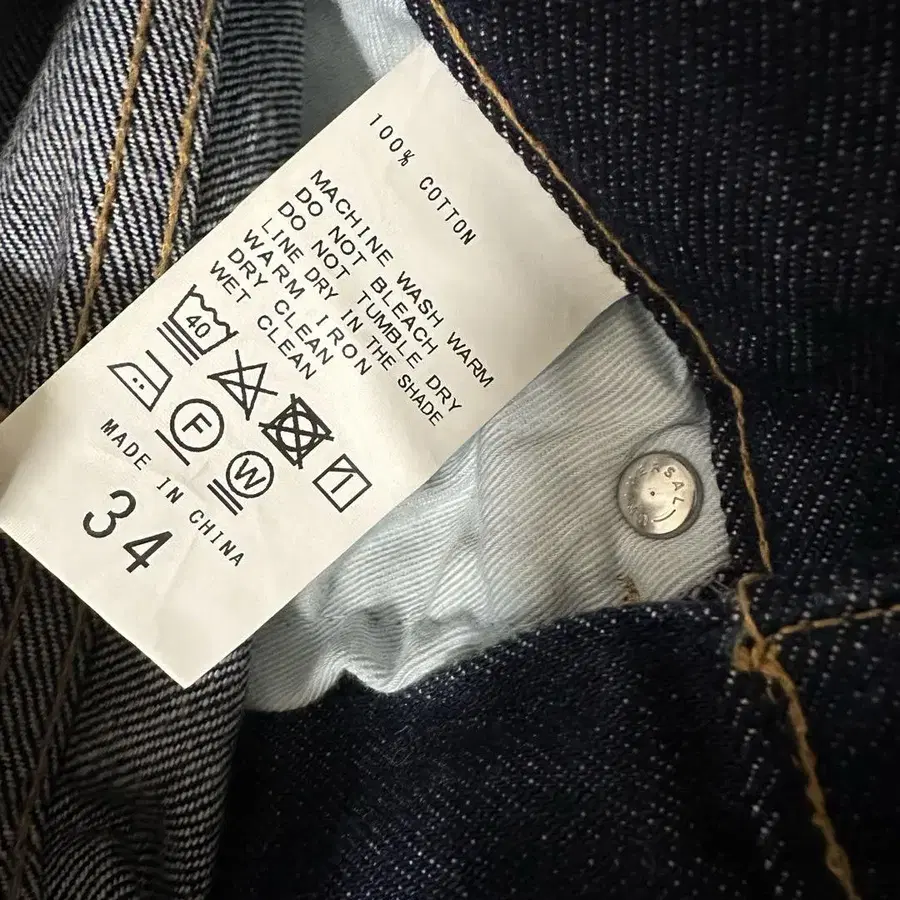 100% COTTON
MACHINE WASH WARM
DO NOT BLEACH
DO NOT TUMBLE DRY
LINE DRY IN THE SHADE
WARM IRON
DRY CLEAN
WET CLEAN
40
F
W
MADE IN CHINA
34